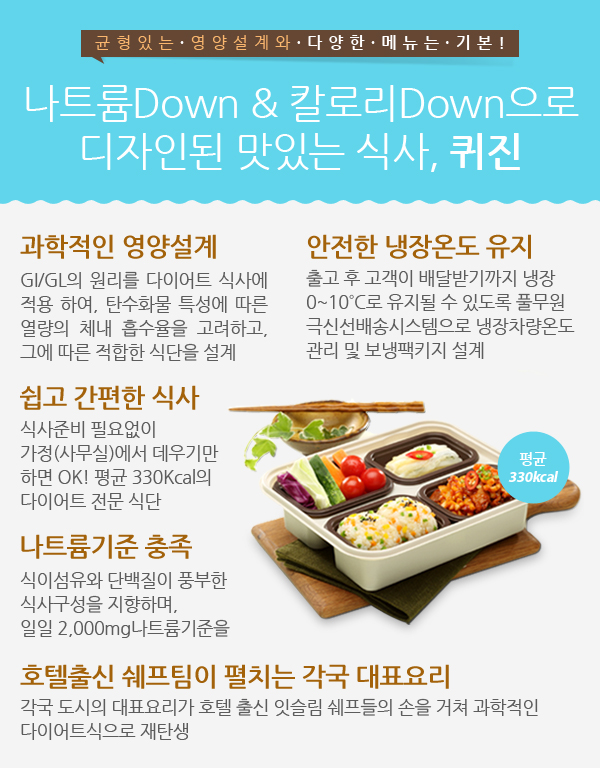 균형있는·영양설계와·다양한·메뉴는·기본!
나트륨Down & 칼로리Down으로
디자인된 맛있는 식사, 퀴진
과학적인 영양설계
GI/GL의 원리를 다이어트 식사에
적용 하여, 탄수화물 특성에 따른
열량의 체내 흡수율을 고려하고,
그에 따른 적합한 식단을 설계
안전한 냉장온도 유지
출고 후 고객이 배달받기까지 냉장
0~10℃로 유지될 수 있도록 풀무원
극신선배송시스템으로 냉장차량온도
관리 및 보냉팩키지 설계
쉽고 간편한 식사
식사준비 필요없이
가정(사무실)에서 데우기만
하면 OK! 평균 330Kcal의
다이어트 전문 식단
평균
330kcal
나트륨기준 충족
식이섬유와 단백질이 풍부한
식사구성을 지향하며,
일일 2,000mg나트륨기준을
호텔출신 쉐프팀이 펼치는 각국 대표요리
각국 도시의 대표요리가 호텔 출신 잇슬림 쉐프들의 손을 거쳐 과학적인
다이어트식으로 재탄생